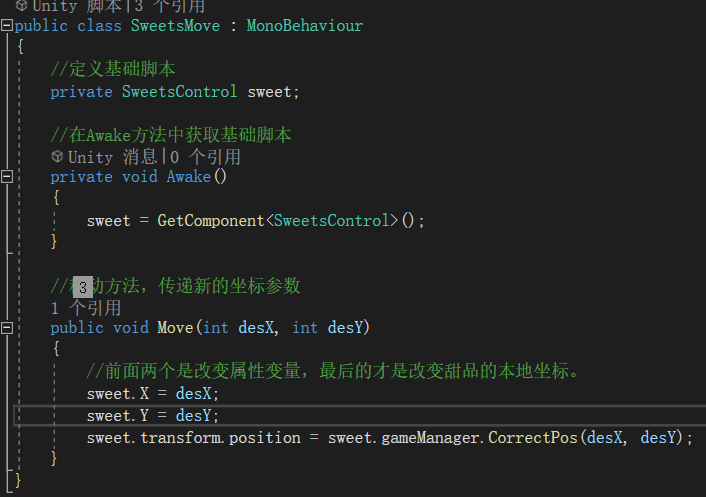 Unity 脚本|3 个引用
public class SweetsMove : MonoBehaviour
{
//定义基础脚本
private SweetsControl sweet;
//在Awake方法中获取基础脚本
Unity 消息|0 个引用
private void Awake()
{
sweet = GetComponent<SweetsControl>();
}
//3动方法，传递新的坐标参数
1 个引用
public void Move(int desX, int desY)
{
//前面两个是改变属性变量，最后的才是改变甜品的本地坐标。
sweet.X = desX;
sweet.Y = desY;
sweet.transform.position = sweet.gameManager.CorrectPos(desX, desY);
}
}